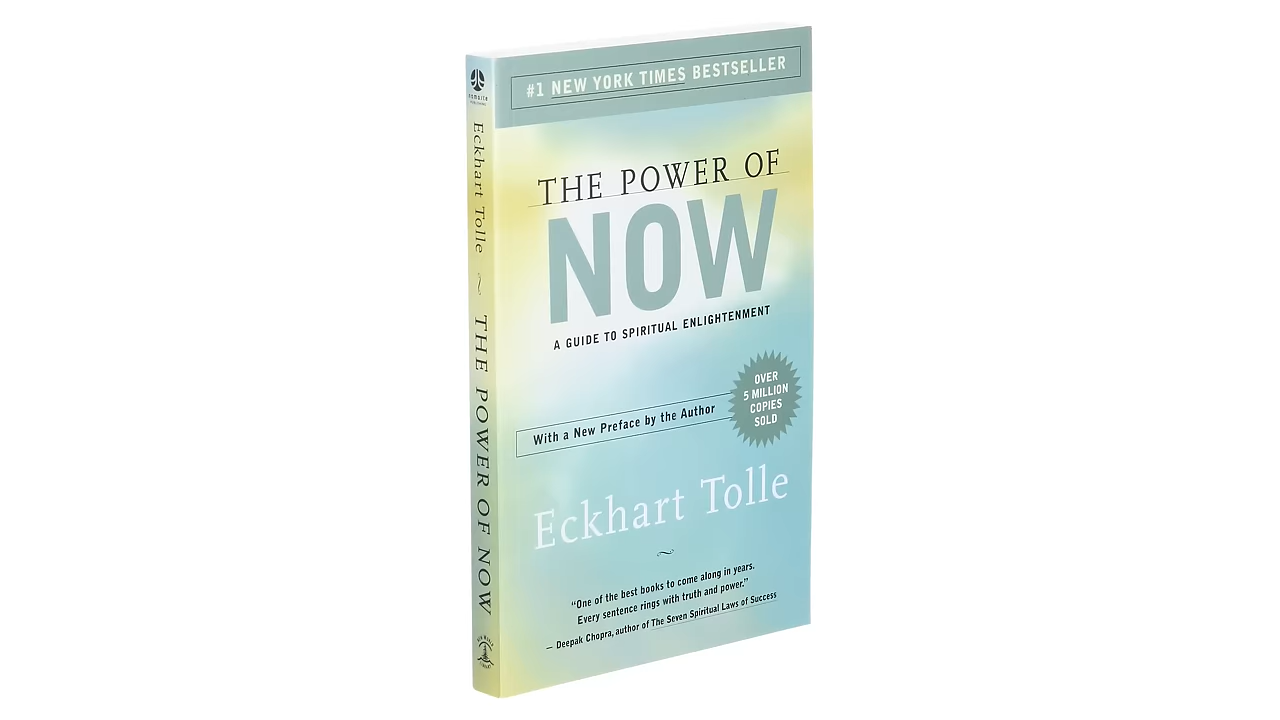 #1 NEW YORK TIMES BESTSELLER
THE POWER OF
NOW
A GUIDE TO SPIRITUAL ENLIGHTENMENT
OVER
5 MILLION
COPIES
SOLD
With a New Preface by the Author
Eckhart Tolle
“One of the best books to come along in years.
Every sentence rings with truth and power.”
— Deepak Chopra, author of The Seven Spiritual Laws of Success
Eckhart Tolle
THE POWER OF NOW